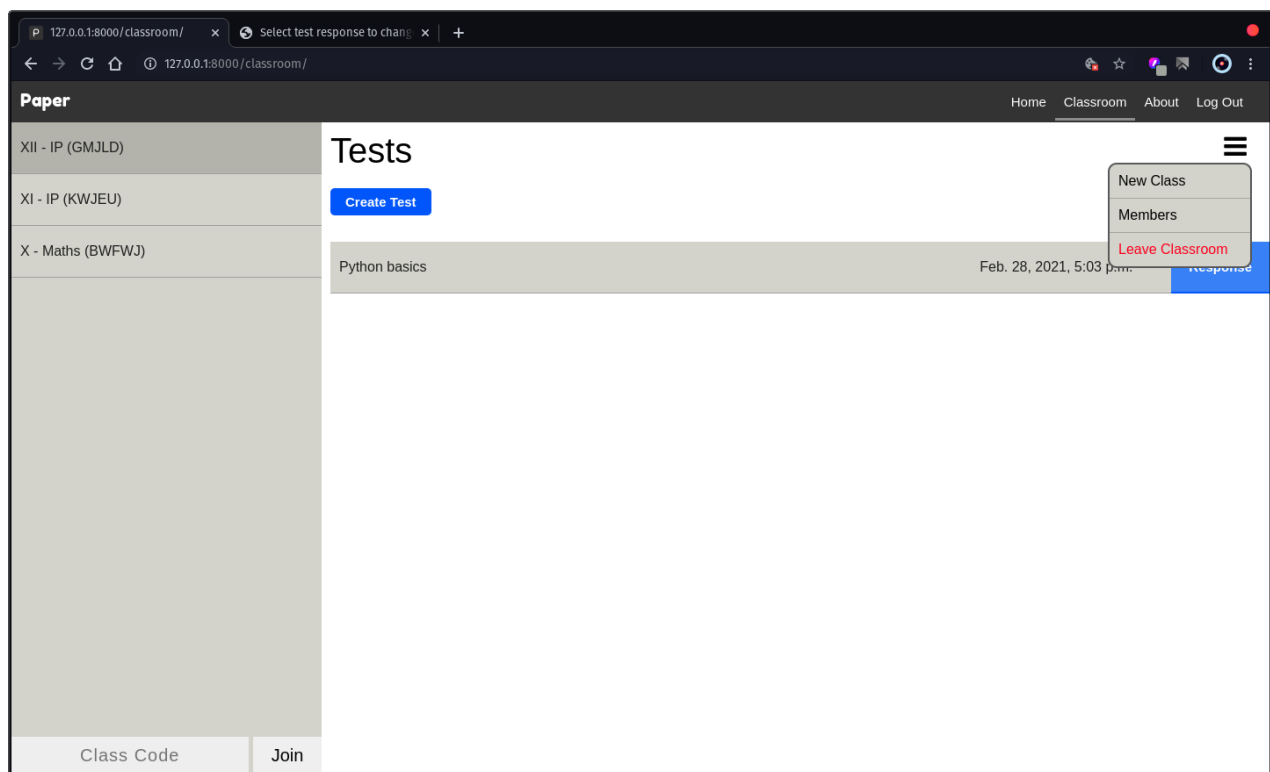 127.0.0.1:8000/classroom/
Select test response to chang
127.0.0.1:8000/classroom/
Paper
Home Classroom About Log Out
XII - IP (GMJLD)
XI - IP (KWJEU)
X - Maths (BWFWJ)
Class Code Join
Tests
Create Test
New Class
Members
Leave Classroom
Python basics Feb. 28, 2021, 5:03 p.m. Response